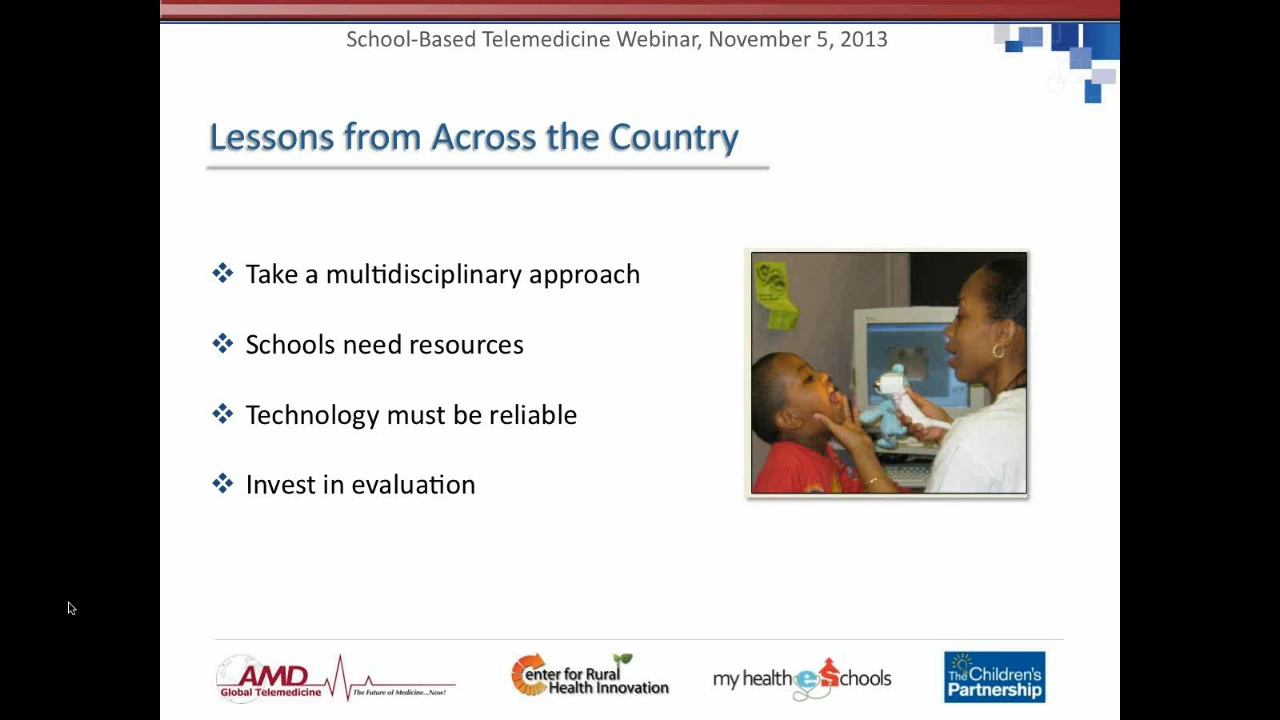 School-Based Telemedicine Webinar, November 5, 2013
Lessons from Across the Country
Take a multidisciplinary approach
Schools need resources
Technology must be reliable
Invest in evaluation
AMD
Global Telemedicine
The Future of Medicine...Now!
Center for Rural
Health Innovation
my health e Schools
The Children's
Partnership